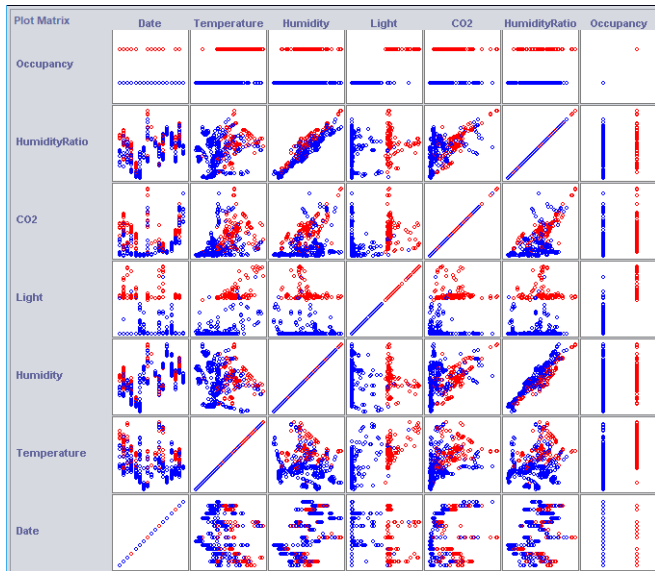 Plot Matrix Date Temperature Humidity Light CO2 HumidityRatio Occupancy
Occupancy
HumidityRatio
CO2
Light
Humidity
Temperature
Date